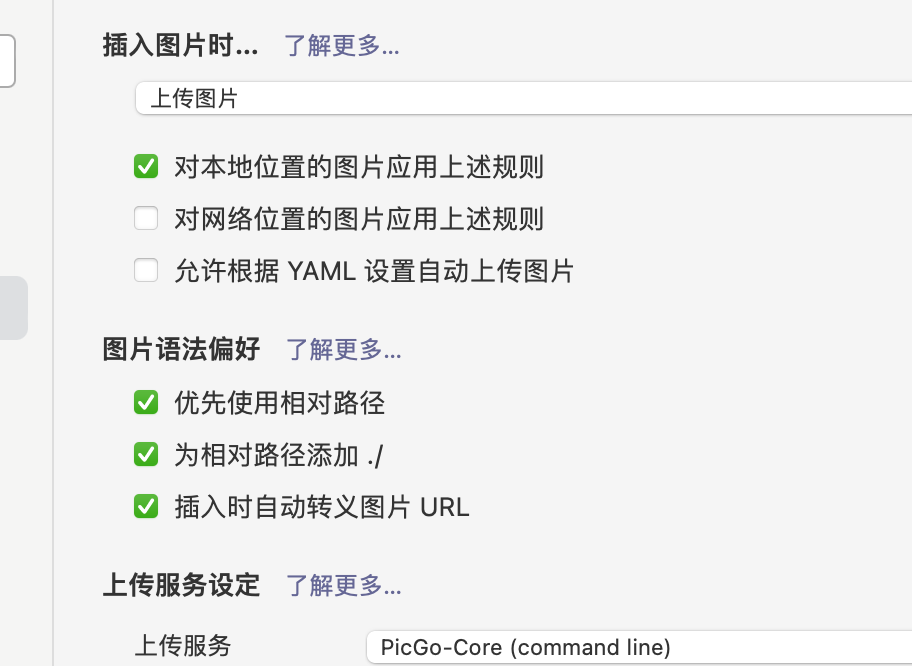 插入图片时... 了解更多...
上传图片
对本地位置的图片应用上述规则
对网络位置的图片应用上述规则
允许根据 YAML 设置自动上传图片
图片语法偏好 了解更多...
优先使用相对路径
为相对路径添加 ./
插入时自动转义图片 URL
上传服务设定 了解更多...
上传服务 PicGo-Core (command line)